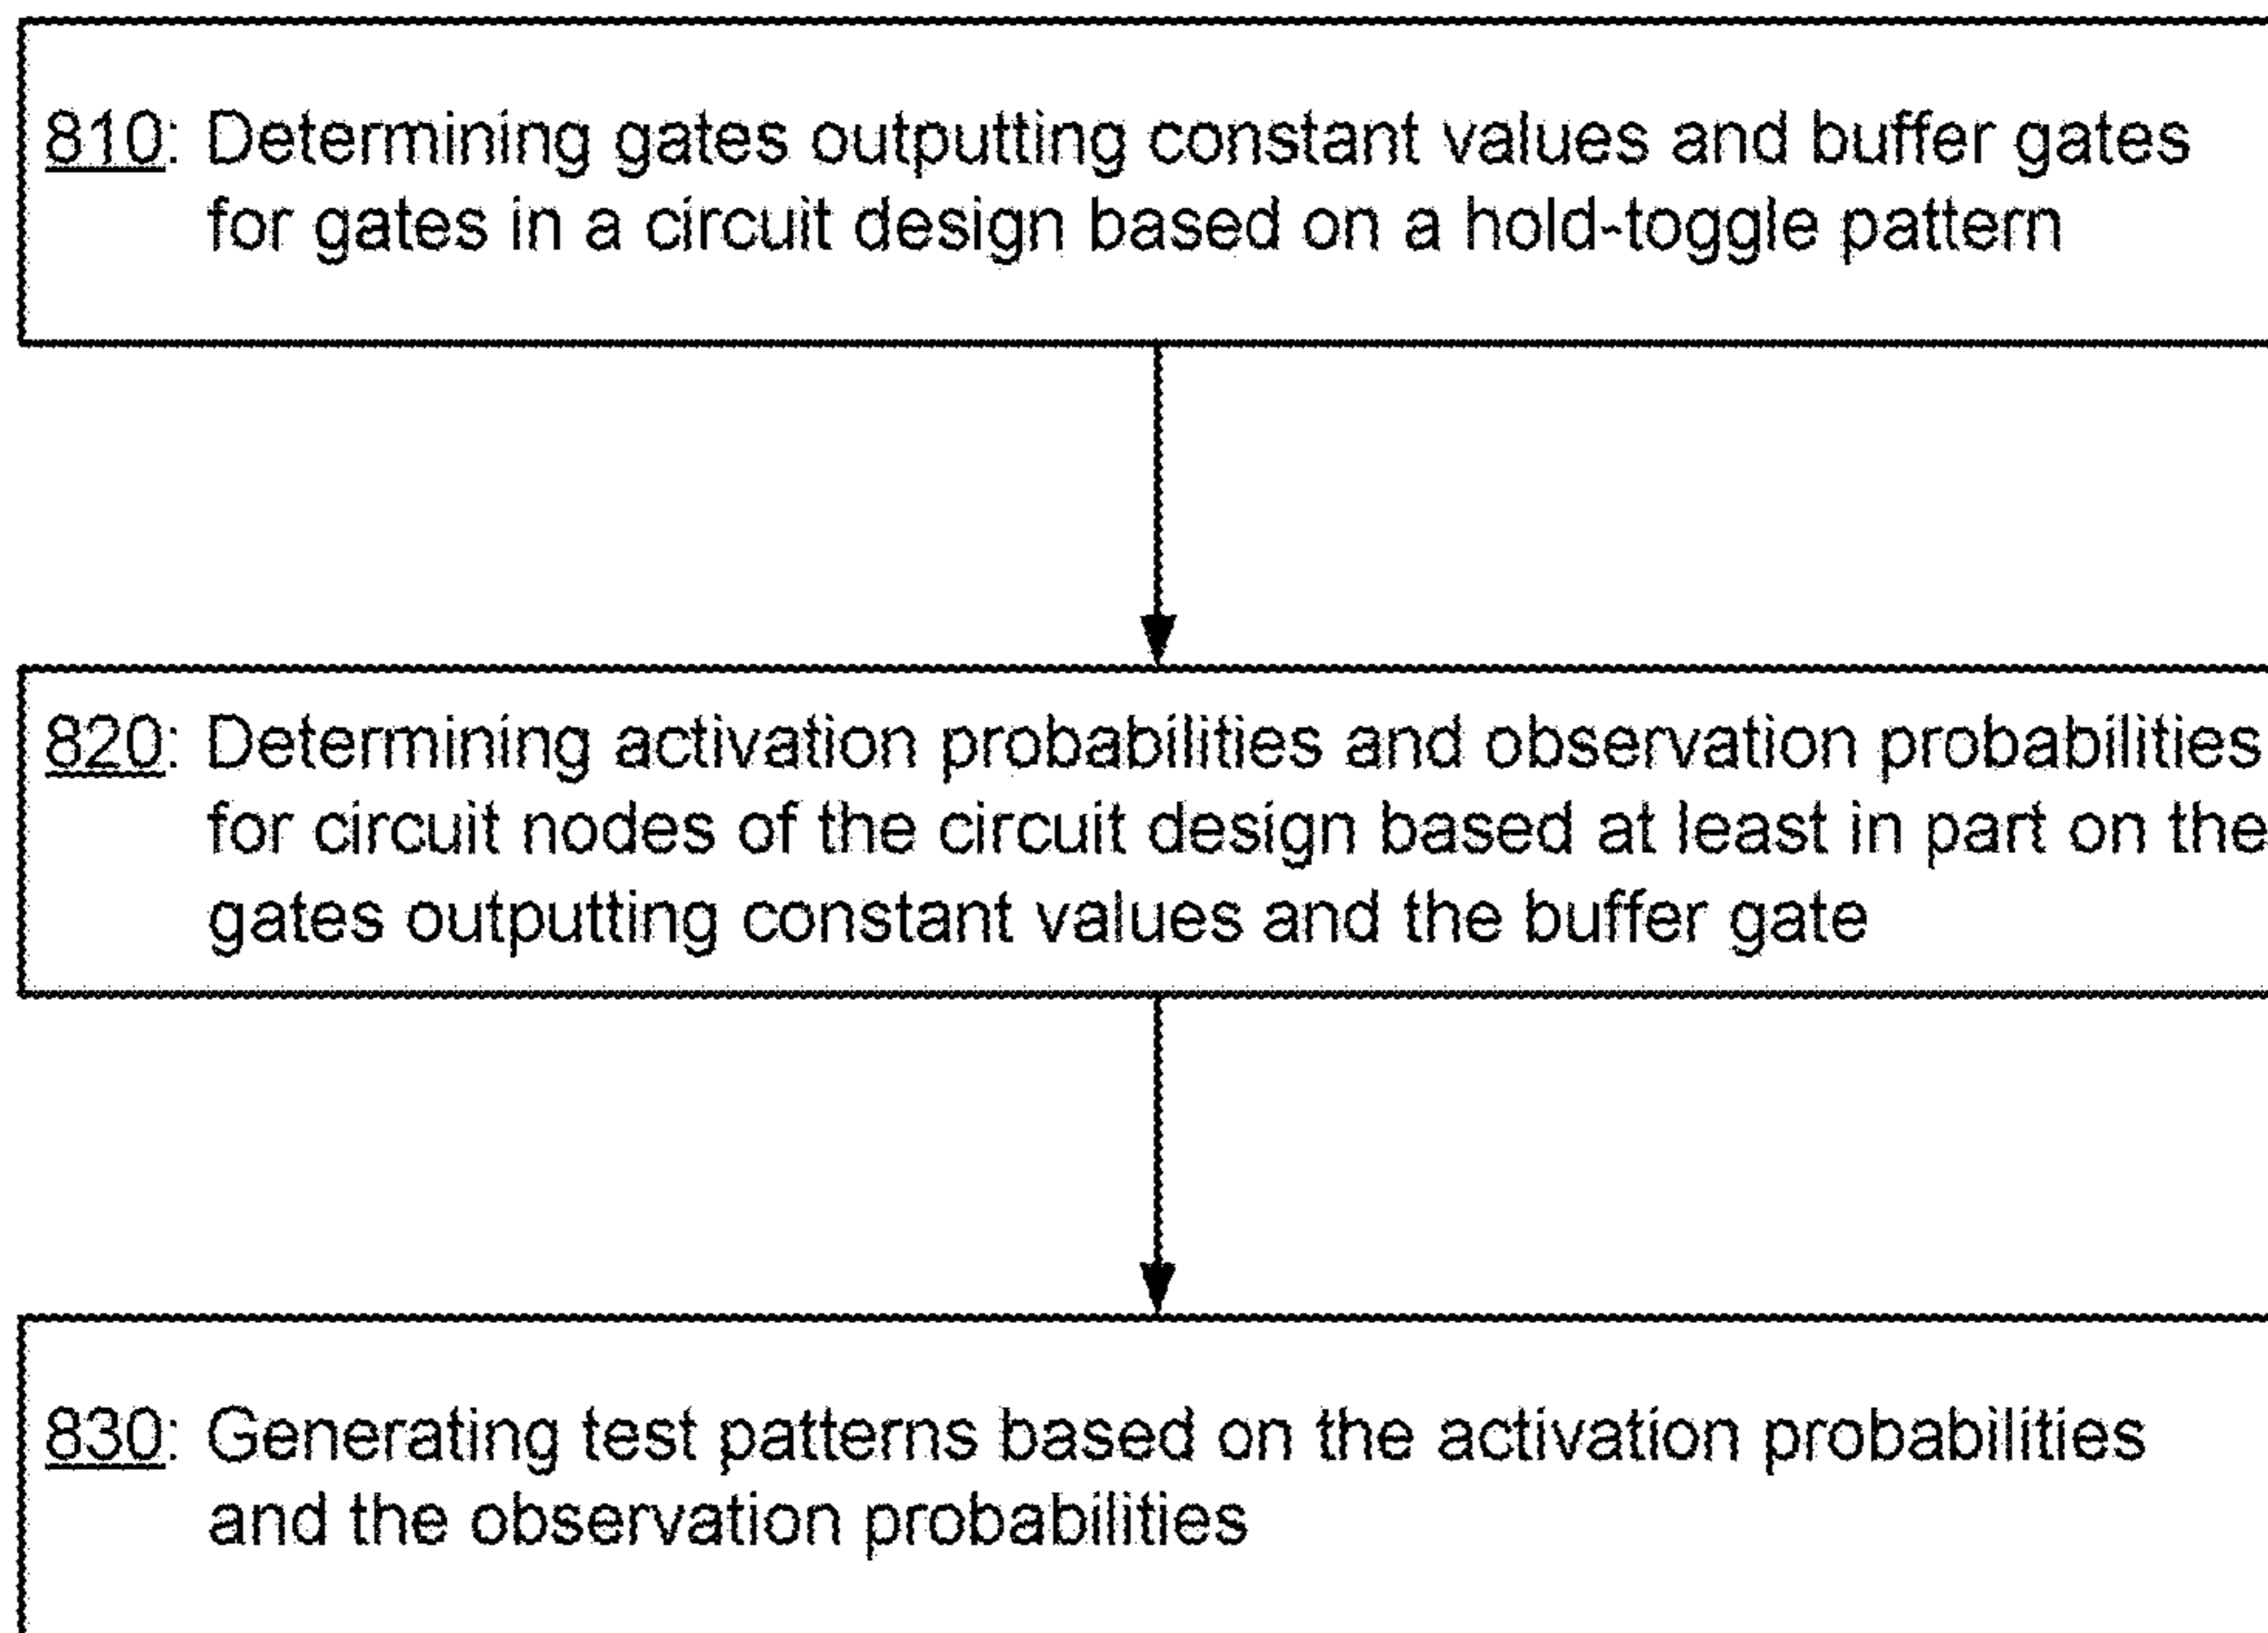 810: Determining gates outputting constant values and buffer gates
for gates in a circuit design based on a hold-toggle pattern
820: Determining activation probabilities and observation probabilities
for circuit nodes of the circuit design based at least in part on the
gates outputting constant values and the buffer gate
830: Generating test patterns based on the activation probabilities
and the observation probabilities